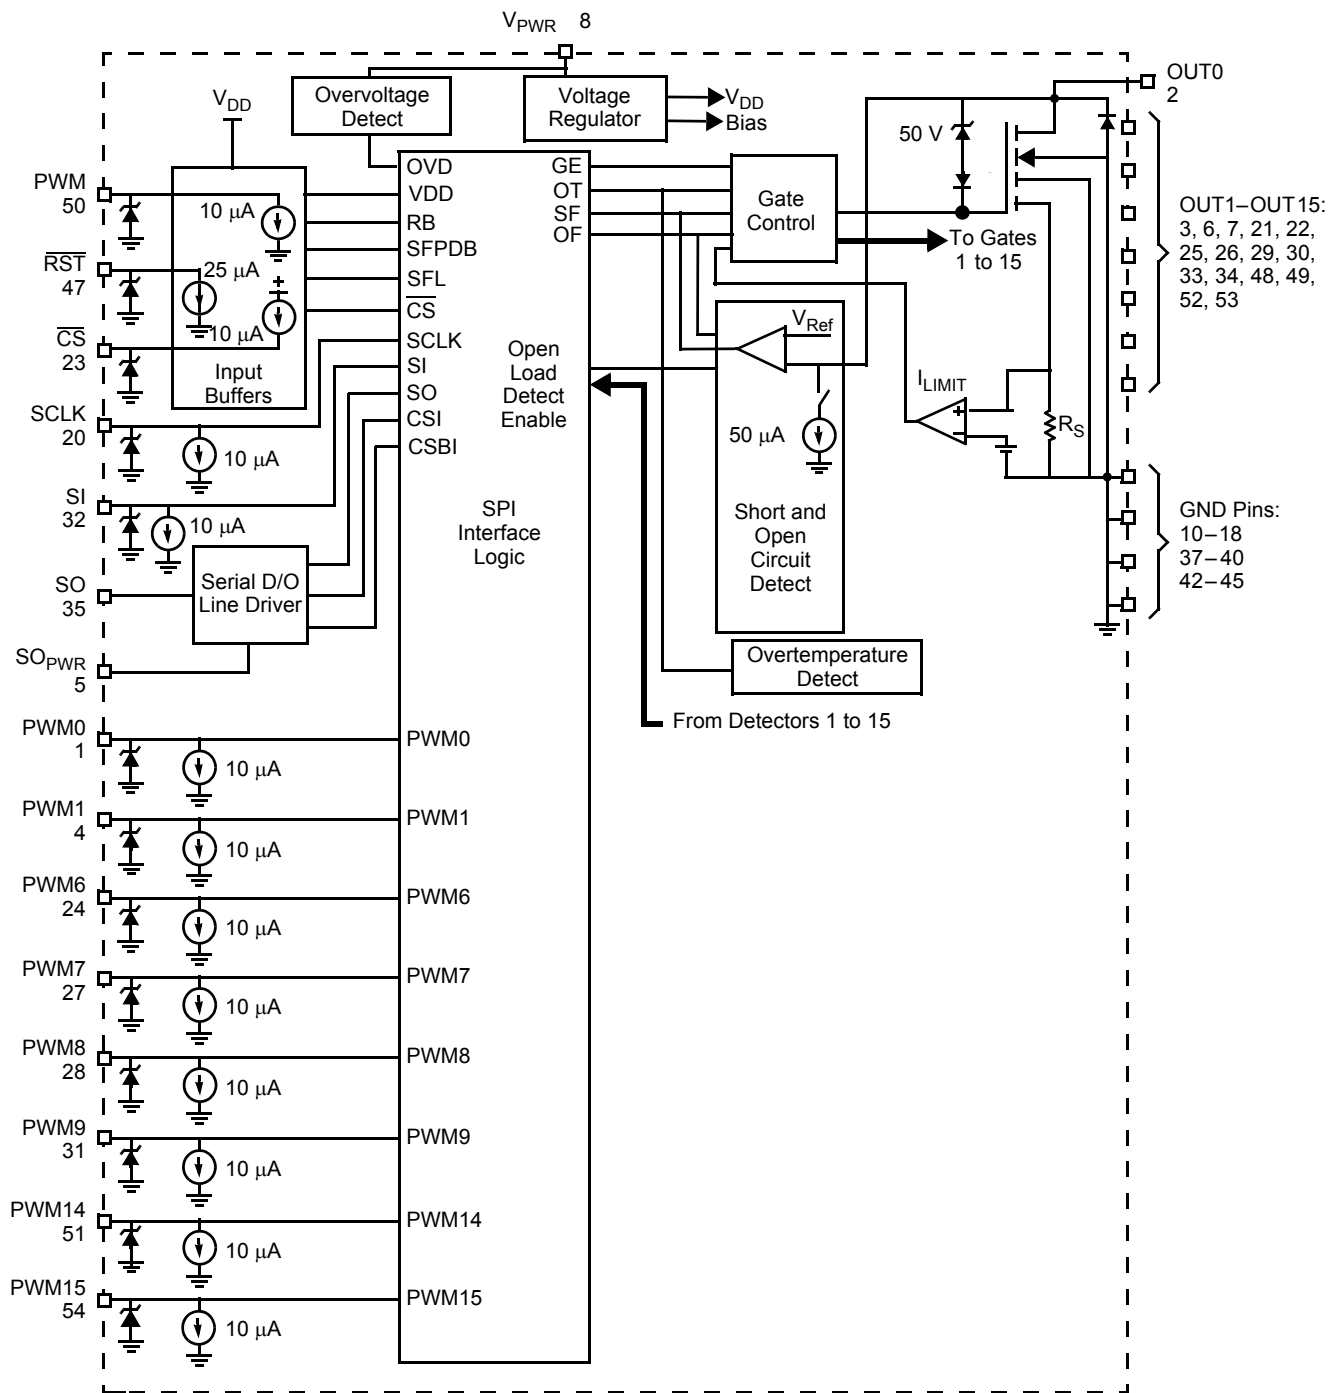 VPWR 8
OUT0
2
Overvoltage
Detect
Voltage
Regulator
VDD
Bias
VDD
50 V
OUT1–OUT15:
3, 6, 7, 21, 22,
25, 26, 29, 30,
33, 34, 48, 49,
52, 53
PWM
50
10 μA
RST
47
25 μA
+
10 μA
CS
23
Input
Buffers
SCLK
20
10 μA
SI
32
10 μA
SO
35
Serial D/O
Line Driver
SOPWR
5
OVD
VDD
RB
SFPDB
SFL
CS
SCLK
SI
SO
CSI
CSBI
GE
OT
SF
OF
Open
Load
Detect
Enable
SPI
Interface
Logic
Gate
Control
To Gates
1 to 15
VRef
50 μA
Short and
Open
Circuit
Detect
ILIMIT
+
–
RS
GND Pins:
10–18
37–40
42–45
Overtemperature
Detect
From Detectors 1 to 15
PWM0
1
10 μA
PWM0
PWM1
4
10 μA
PWM1
PWM6
24
10 μA
PWM6
PWM7
27
10 μA
PWM7
PWM8
28
10 μA
PWM8
PWM9
31
10 μA
PWM9
PWM14
51
10 μA
PWM14
PWM15
54
10 μA
PWM15